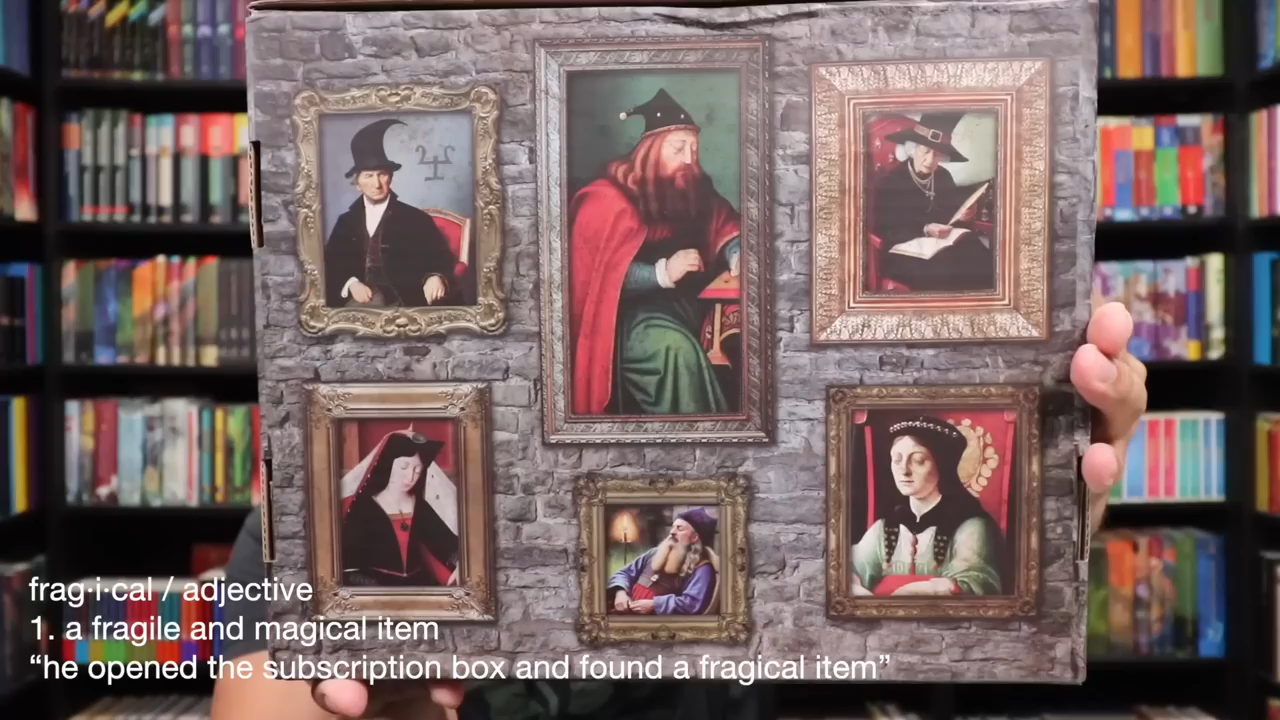 frag·i·cal / adjective
1. a fragile and magical item
“he opened the subscription box and found a fragical item”